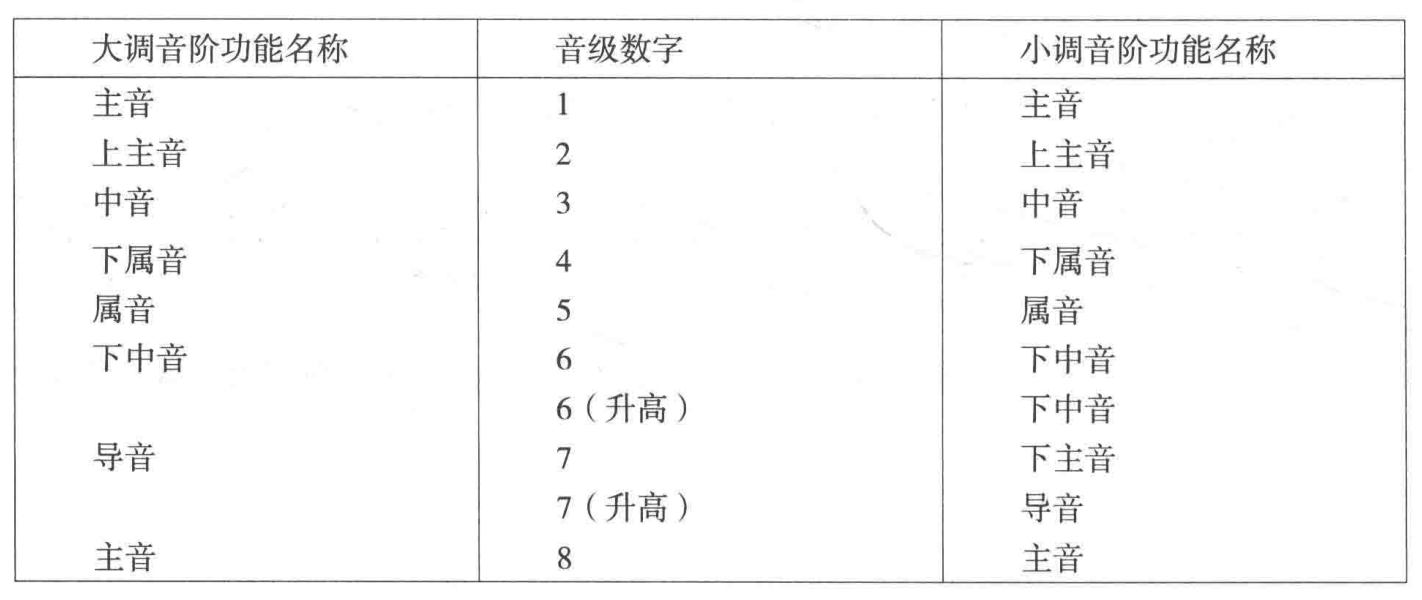 大调音阶功能名称 音级数字 小调音阶功能名称
主音 1 主音
上主音 2 上主音
中音 3 中音
下属音 4 下属音
属音 5 属音
下中音 6 下中音
6（升高） 下中音
导音 7 下主音
7（升高） 导音
主音 8 主音